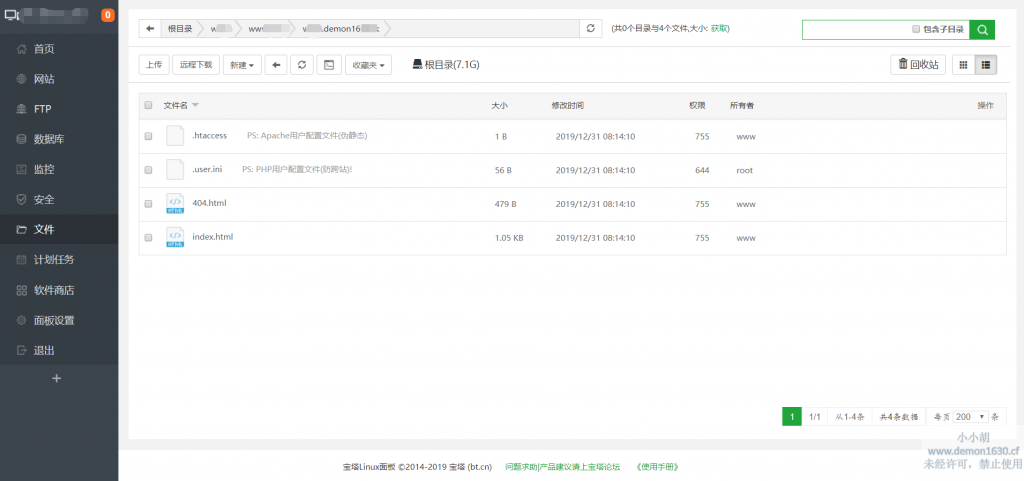 0
首页
网站
FTP
数据库
监控
安全
文件
计划任务
软件商店
面板设置
退出
根目录 demon16
(共0个目录与4个文件,大小: 获取)
包含子目录
上传 远程下载 新建 收藏夹 根目录(7.1G) 回收站
文件名 大小 修改时间 权限 所有者 操作
.htaccess PS: Apache用户配置文件(伪静态) 1 B 2019/12/31 08:14:10 755 www
.user.ini PS: PHP用户配置文件(防跨站)! 56 B 2019/12/31 08:14:10 644 root
404.html 479 B 2019/12/31 08:14:10 755 www
index.html 1.05 KB 2019/12/31 08:14:10 755 www
1 1/1 从1-4条 共4条数据 每页 200 条
宝塔Linux面板 ©2014-2019 宝塔 (bt.cn) 问题求助|产品建议请上宝塔论坛 《使用手册》
小小胡
www.demon1630.cf
未经许可，禁止使用